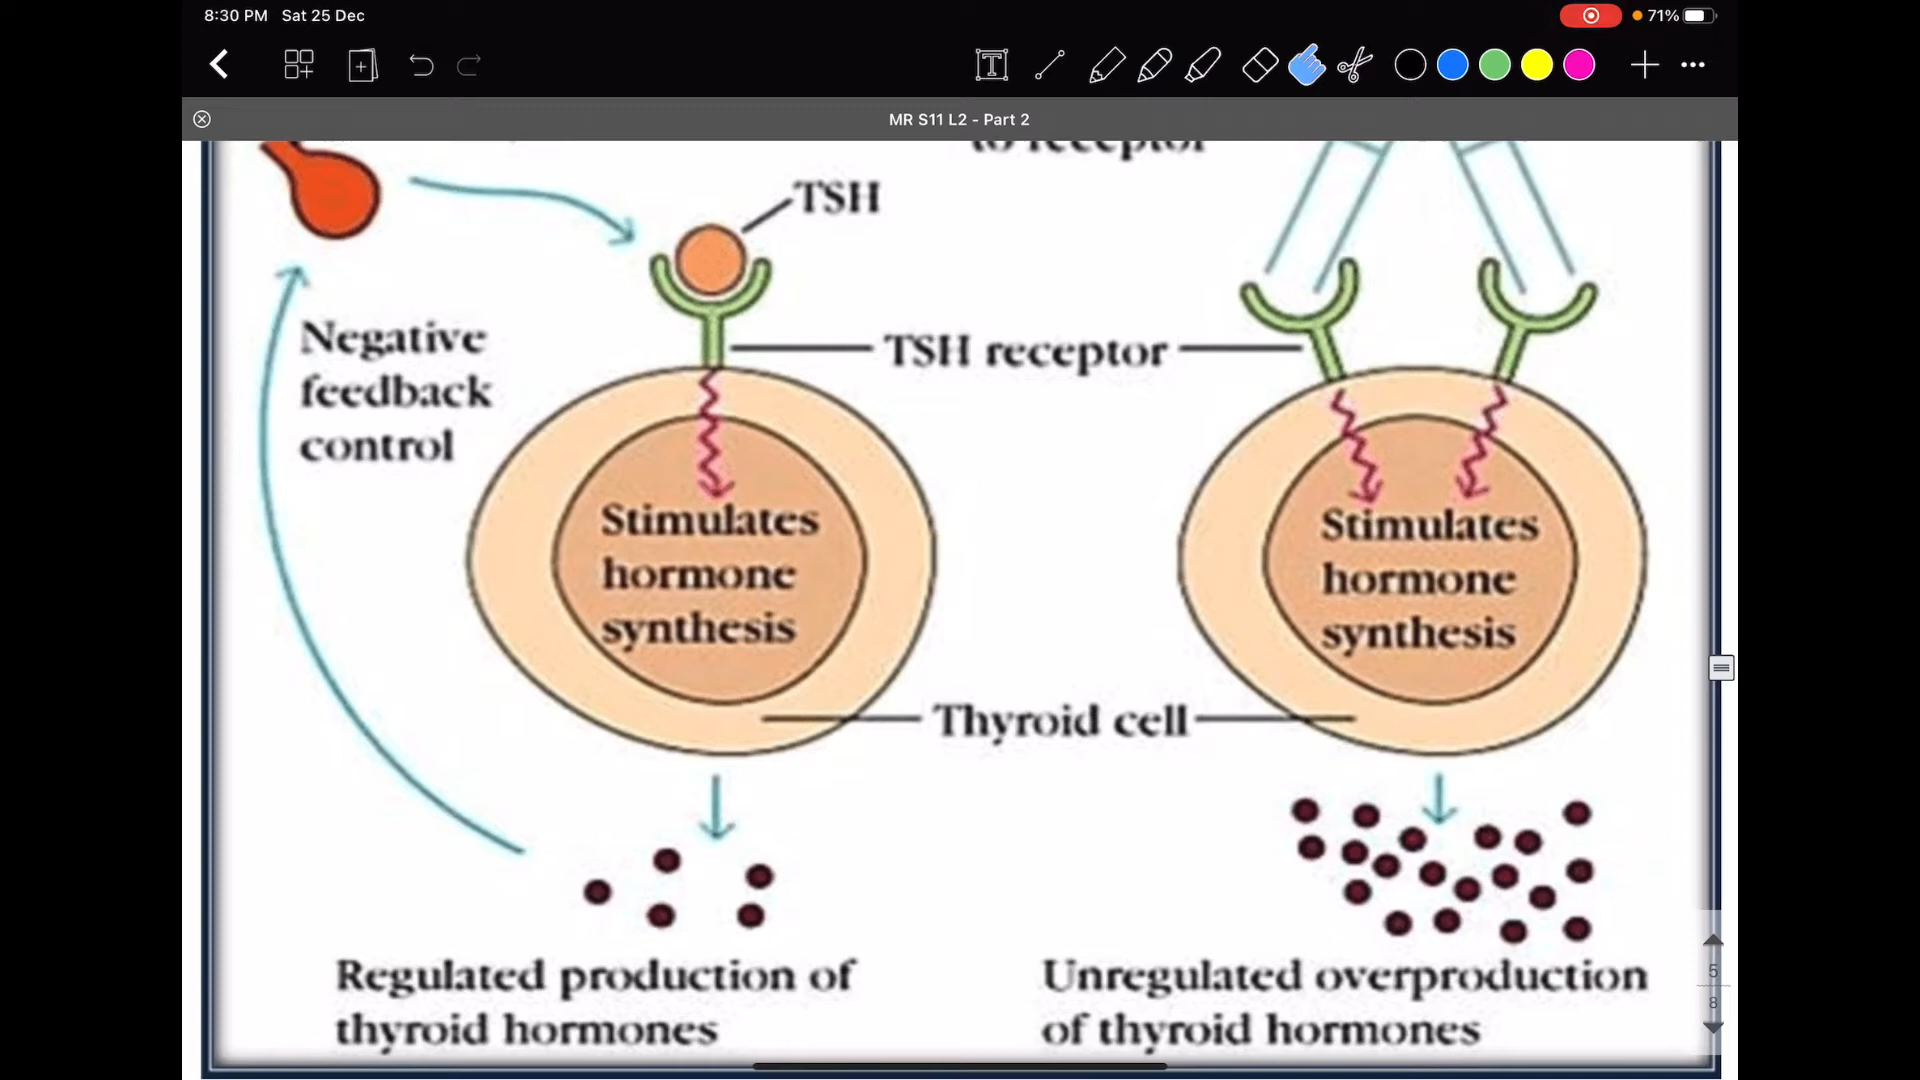 8:30 PM Sat 25 Dec
71%
T
MR S11 L2 - Part 2
to receptor
TSH
Negative
feedback
control
TSH receptor
Stimulates
hormone
synthesis
Stimulates
hormone
synthesis
Thyroid cell
Regulated production of
thyroid hormones
Unregulated overproduction
of thyroid hormones
5
8